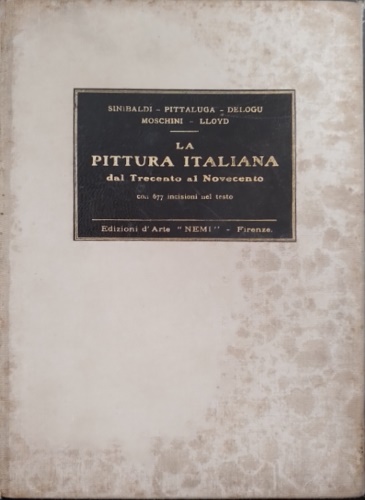 SINIBALDI - PITTALUGA - DELOGU
MOSCHINI - LLOYD
LA
PITTURA ITALIANA
dal Trecento al Novecento
con 677 incisioni nel testo
Edizioni d'Arte "NEMI" - Firenze.